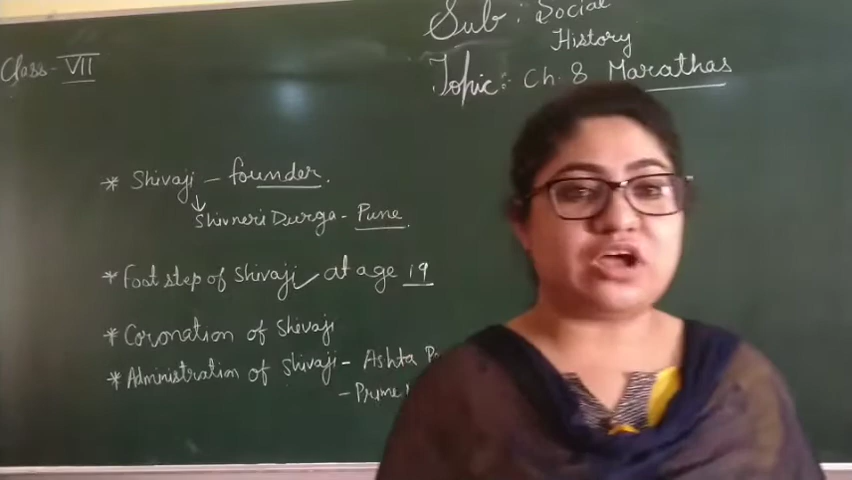 Sub: Social
History
Class - VII
Topic: Ch. 8 Marathas
* Shivaji - founder.
↓
Shivneri Durga - Pune.
* Foot step of Shivaji ✓ at age 19
* Coronation of Shivaji
* Administration of Shivaji - Ashta
- Prime